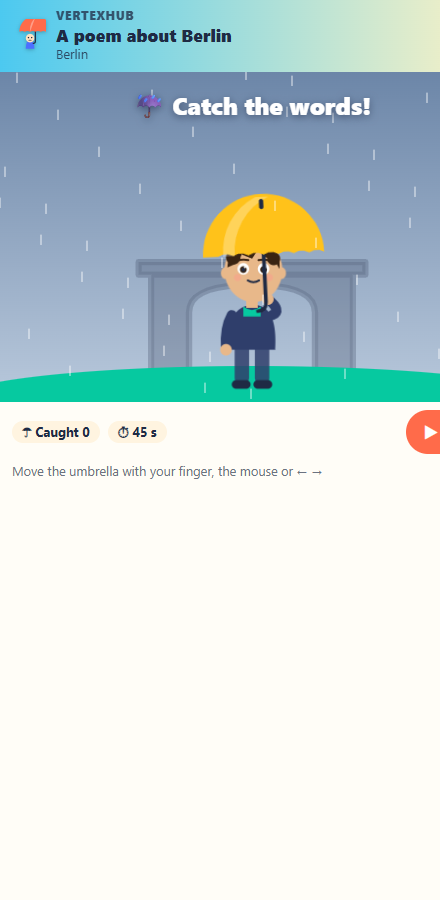 VERTEXHUB
A poem about Berlin
Berlin
Catch the words!
Caught 0
45 s
Move the umbrella with your finger, the mouse or ← →